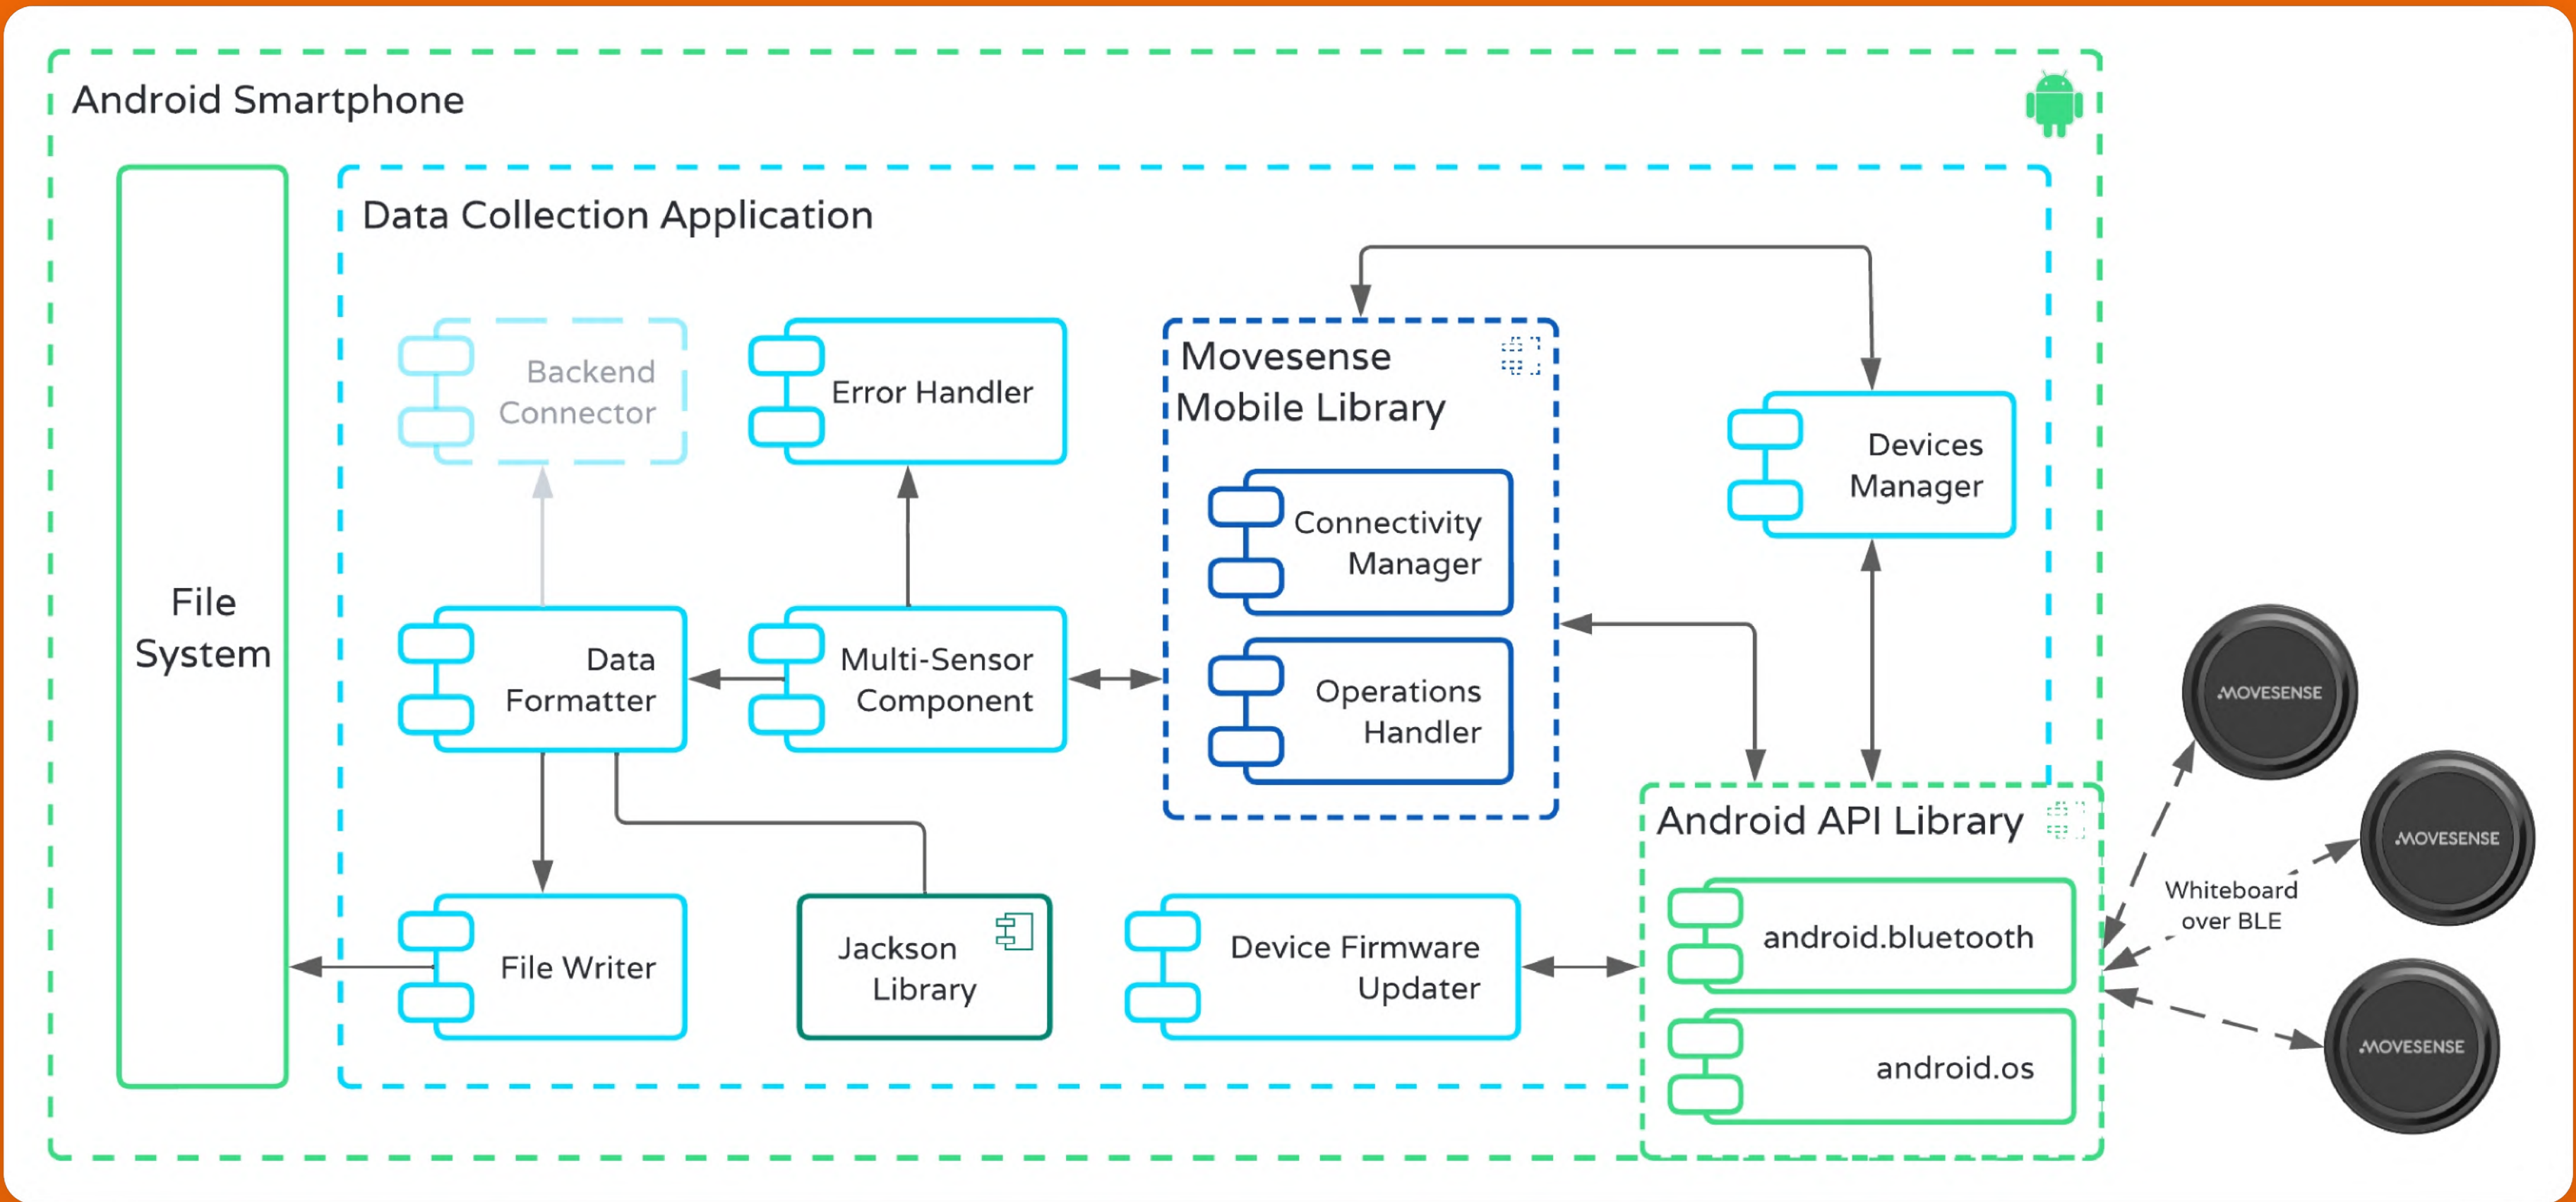 Android Smartphone
File
System
Data Collection Application
Backend
Connector
Error Handler
Movesense
Mobile Library
Connectivity
Manager
Operations
Handler
Devices
Manager
Data
Formatter
Multi-Sensor
Component
File Writer
Jackson
Library
Device Firmware
Updater
Android API Library
android.bluetooth
android.os
Whiteboard
over BLE
MOVESENSE
MOVESENSE
MOVESENSE